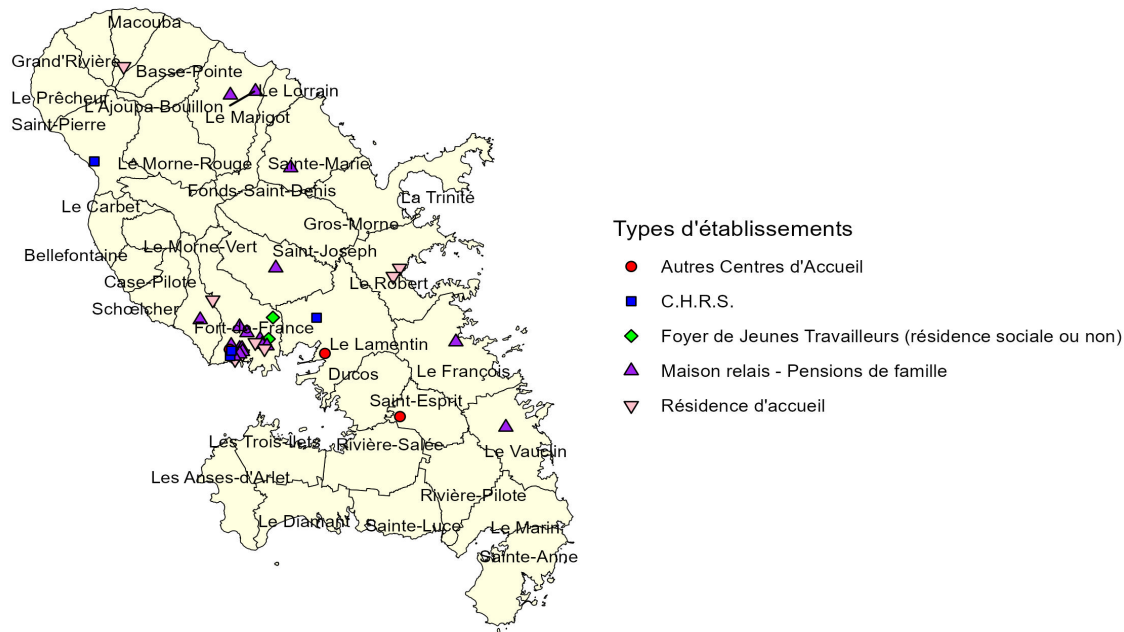 Macouba
Grand'Rivière
Basse-Pointe
Le Prêcheur
L'Ajoupa-Bouillon
Le Lorrain
Le Marigot
Saint-Pierre
Le Morne-Rouge
Sainte-Marie
Fonds-Saint-Denis
La Trinité
Le Carbet
Gros-Morne
Le Morne-Vert
Saint-Joseph
Bellefontaine
Case-Pilote
Le Robert
Schœlcher
Fort-de-France
Le Lamentin
Ducos
Le François
Saint-Esprit
Les Trois-Îlets
Rivière-Salée
Le Vauclin
Les Anses-d'Arlet
Rivière-Pilote
Le Diamant
Sainte-Luce
Le Marin
Sainte-Anne
Types d'établissements
Autres Centres d'Accueil
C.H.R.S.
Foyer de Jeunes Travailleurs (résidence sociale ou non)
Maison relais - Pensions de famille
Résidence d'accueil